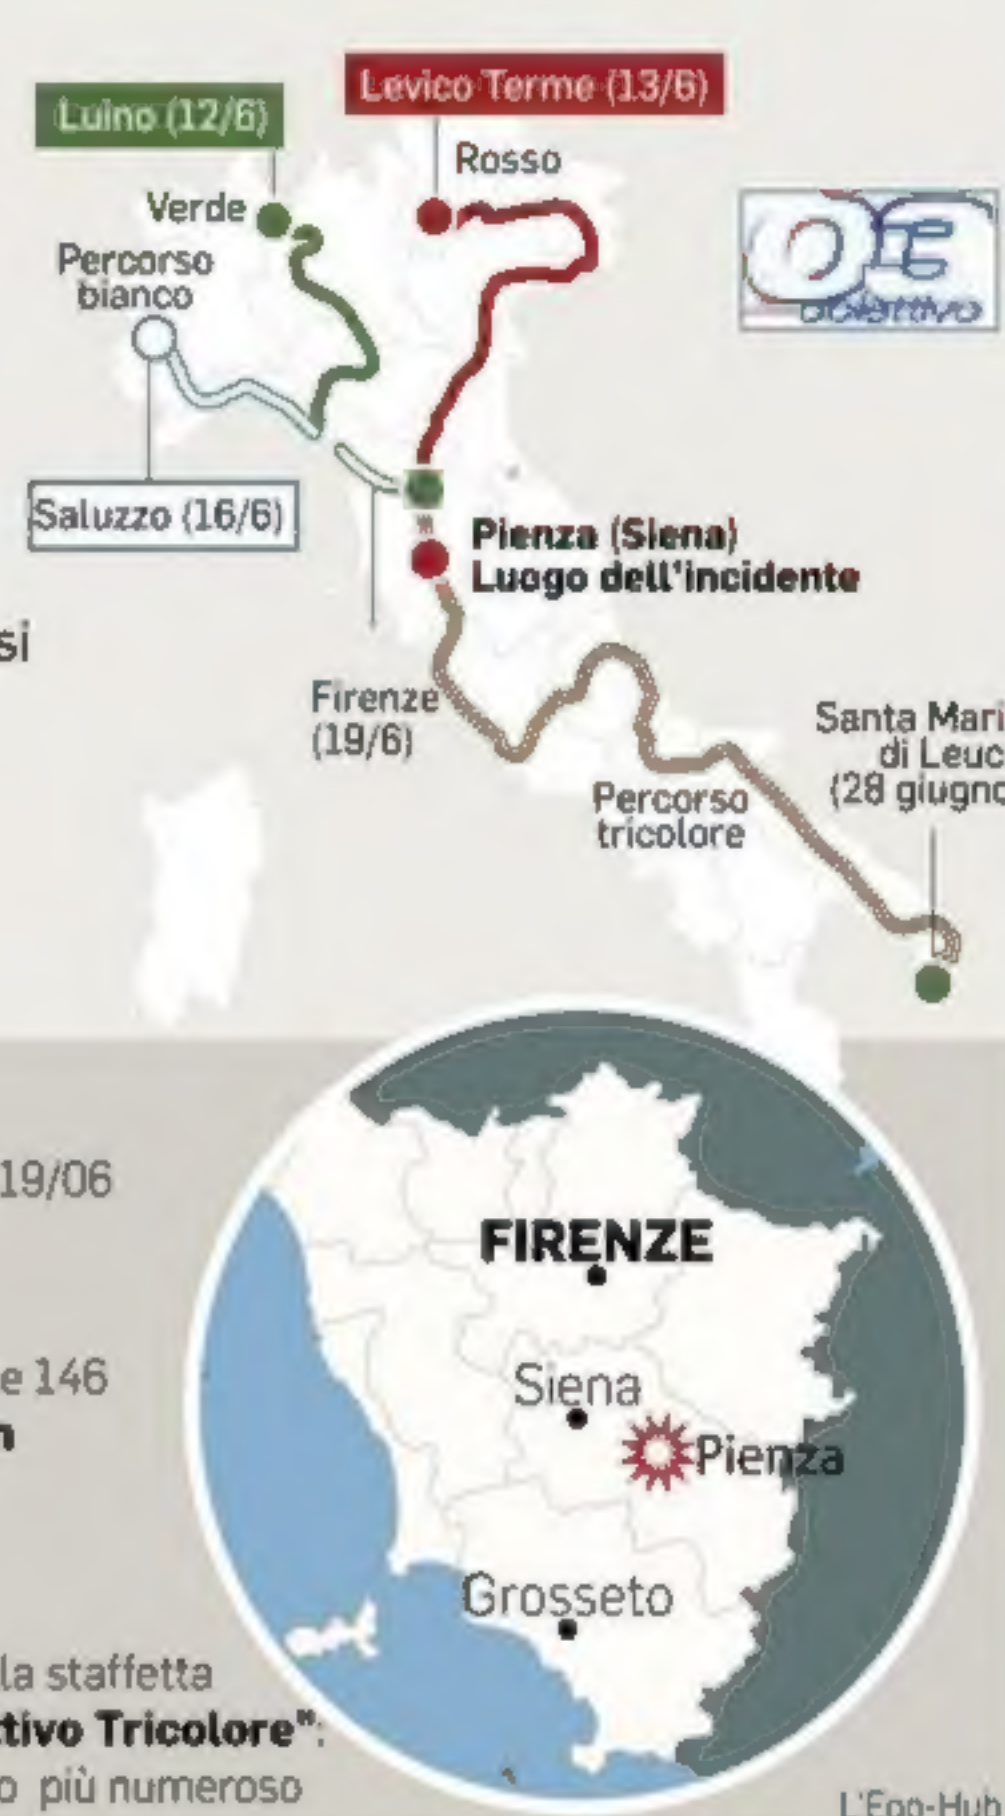 Levico Terme (13/6)
Luino (12/6)
Rosso
Verde
Percorso
bianco
Saluzzo (16/6)
Pienza (Siena)
Luogo dell'incidente
si
Firenze
(19/6)
Santa Mari
di Leuc
(28 giugno
Percorso
tricolore
19/06
FIRENZE
e 146
n
Siena
Pienza
Grosseto
la staffetta
ttivo Tricolore":
o più numeroso